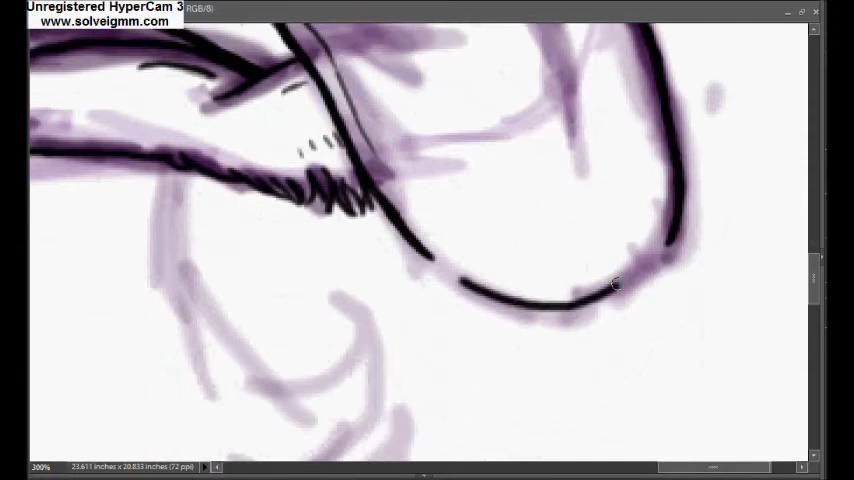 Unregistered HyperCam 3
www.solveigmm.com
RGB/8)
300%
23.611 inches x 20.833 inches (72 ppi)